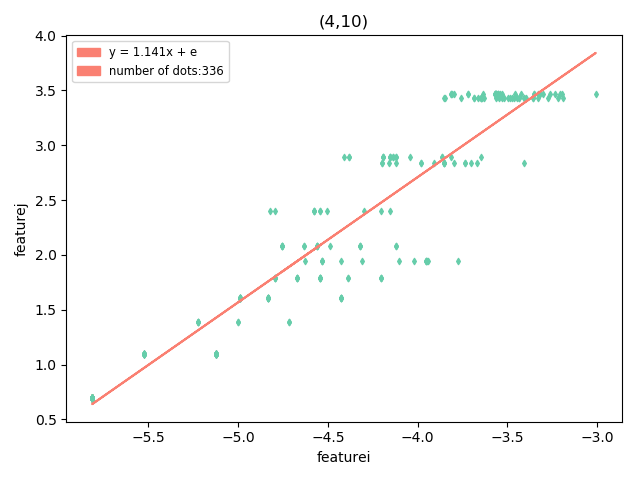 (4,10)
y = 1.141x + e
number of dots:336
4.0
3.5
3.0
2.5
2.0
1.5
1.0
0.5
featurej
−5.5 −5.0 −4.5 −4.0 −3.5 −3.0
featurei